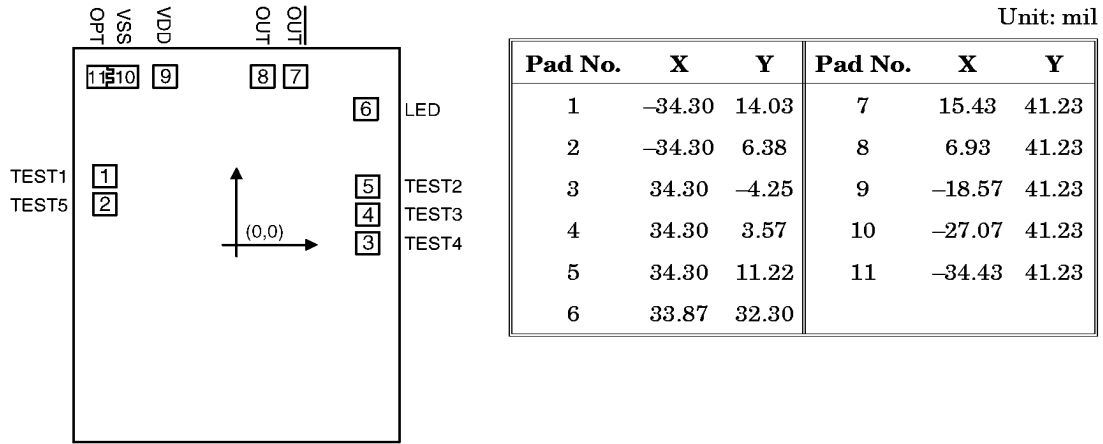 OPT VSS VDD OUT OUT
11 10 9 8 7
6 LED
TEST1 1
TEST5 2
5 TEST2
4 TEST3
3 TEST4
(0,0)
Unit: mil
Pad No. X Y Pad No. X Y
1 –34.30 14.03 7 15.43 41.23
2 –34.30 6.38 8 6.93 41.23
3 34.30 –4.25 9 –18.57 41.23
4 34.30 3.57 10 –27.07 41.23
5 34.30 11.22 11 –34.43 41.23
6 33.87 32.30